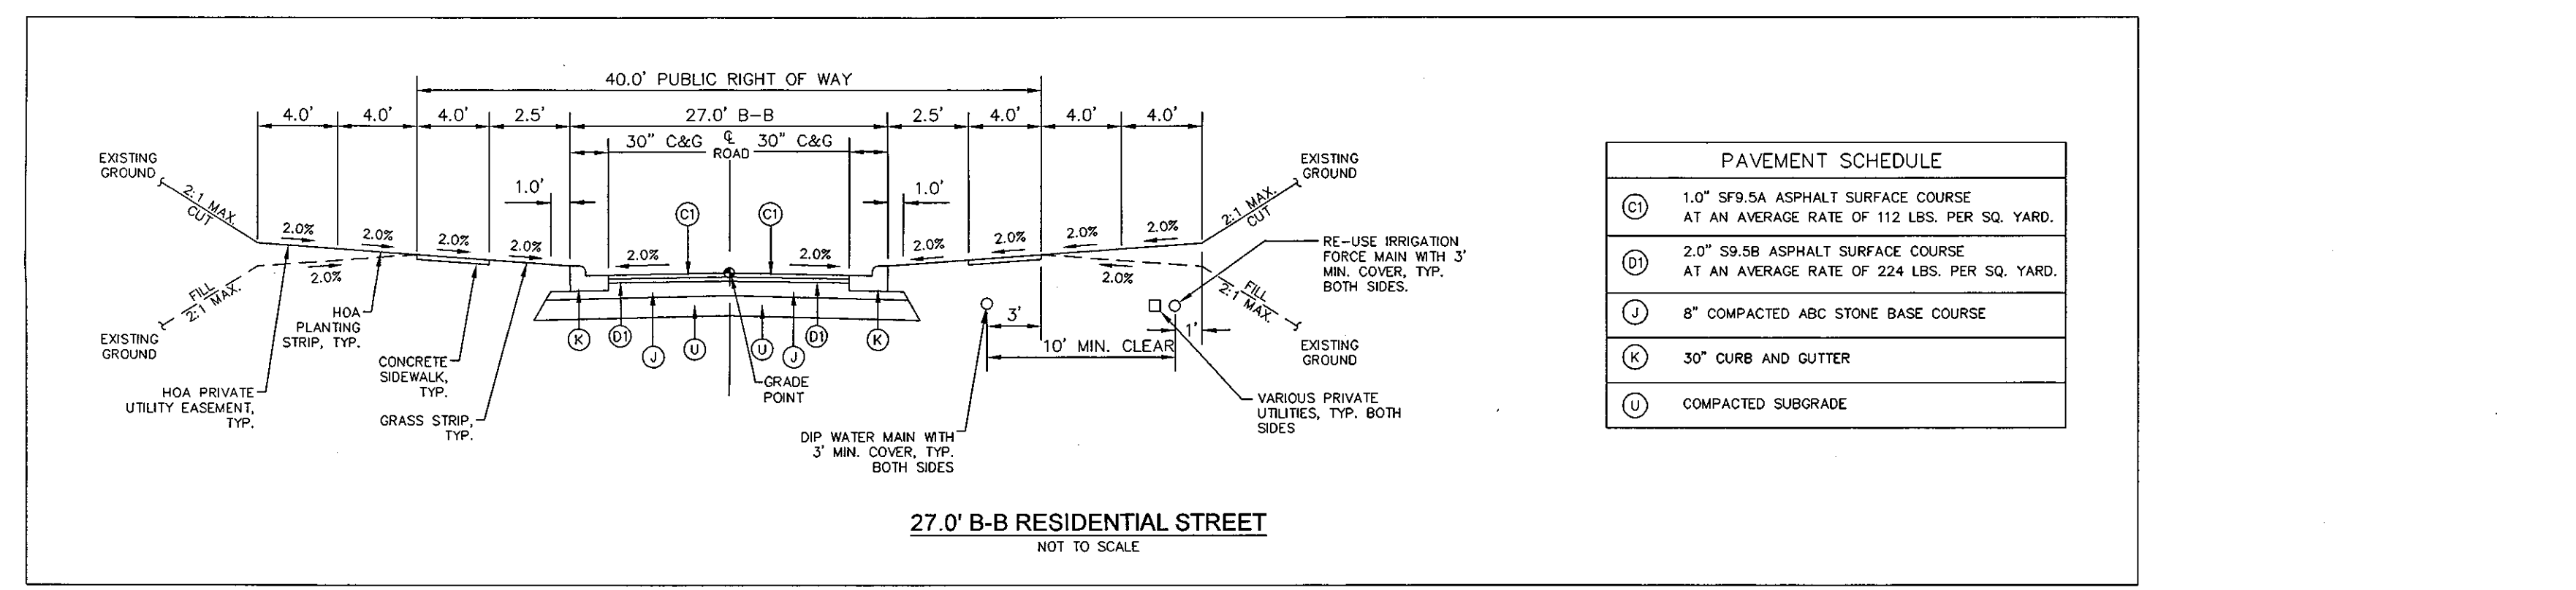 40.0' PUBLIC RIGHT OF WAY
4.0' 4.0' 4.0' 2.5' 27.0' B-B 2.5' 4.0' 4.0' 4.0'
30" C&G ℄ 30" C&G
ROAD
EXISTING
GROUND
2:1 MAX.
CUT
1.0' 1.0'
EXISTING
GROUND
2:1 MAX.
CUT
C1 C1
2.0% 2.0% 2.0% 2.0% 2.0% 2.0% 2.0% 2.0% 2.0% 2.0%
2.0% 2.0%
FILL
2:1 MAX.
EXISTING
GROUND
FILL
2:1 MAX.
EXISTING
GROUND
RE-USE IRRIGATION
FORCE MAIN WITH 3'
MIN. COVER, TYP.
BOTH SIDES.
HOA
PLANTING
STRIP, TYP.
K D1 J U U J D1 K
3' 1'
10' MIN. CLEAR
CONCRETE
SIDEWALK,
TYP.
GRADE
POINT
HOA PRIVATE
UTILITY EASEMENT,
TYP.
GRASS STRIP,
TYP.
VARIOUS PRIVATE
UTILITIES, TYP. BOTH
SIDES
DIP WATER MAIN WITH
3' MIN. COVER, TYP.
BOTH SIDES
27.0' B-B RESIDENTIAL STREET
NOT TO SCALE
PAVEMENT SCHEDULE
C1 1.0" SF9.5A ASPHALT SURFACE COURSE
AT AN AVERAGE RATE OF 112 LBS. PER SQ. YARD.
D1 2.0" S9.5B ASPHALT SURFACE COURSE
AT AN AVERAGE RATE OF 224 LBS. PER SQ. YARD.
J 8" COMPACTED ABC STONE BASE COURSE
K 30" CURB AND GUTTER
U COMPACTED SUBGRADE